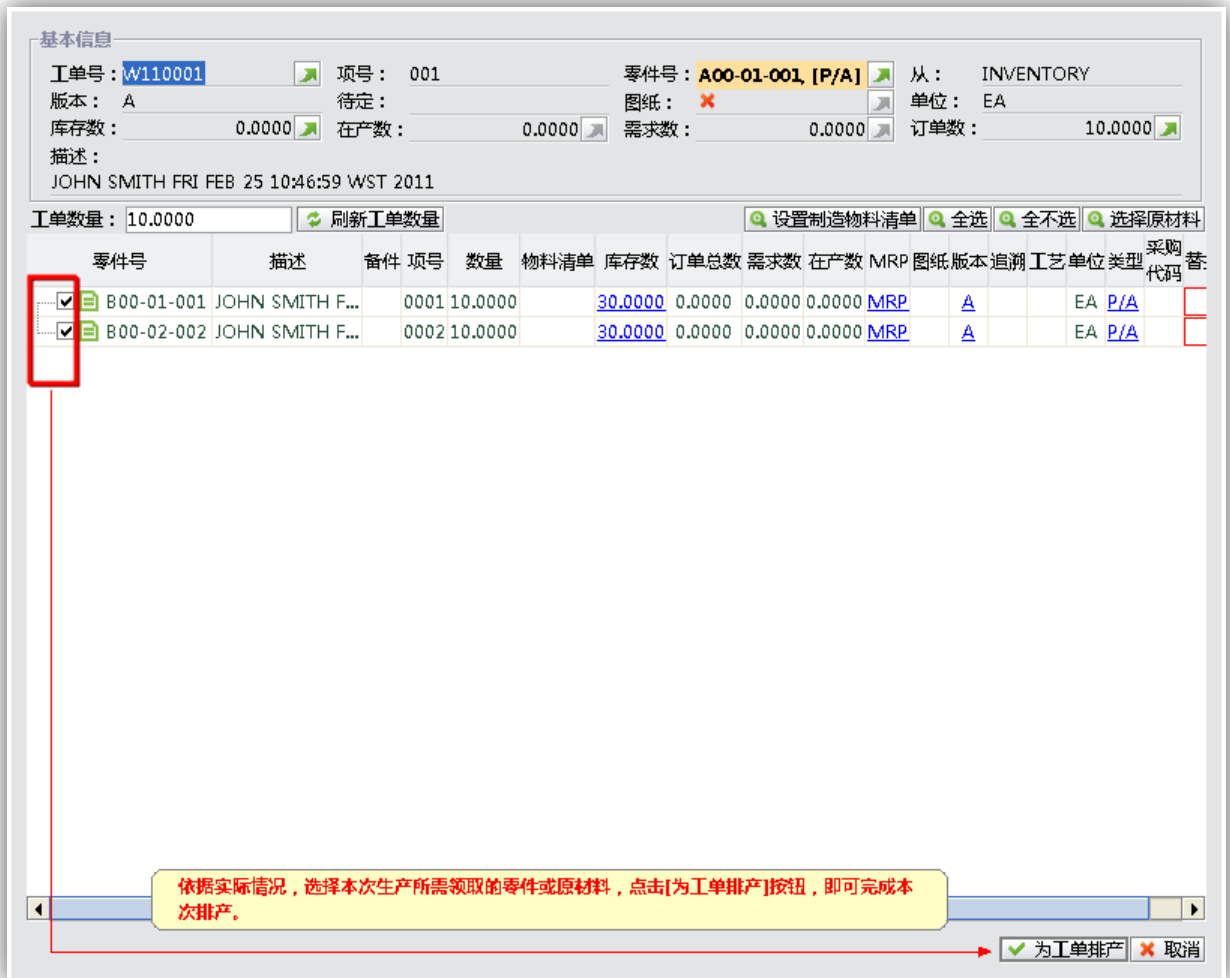 基本信息
工单号：W110001 项号： 001 零件号：A00-01-001, [P/A] 从： INVENTORY
版本： A 待定： 图纸： 单位： EA
库存数： 0.0000 在产数： 0.0000 需求数： 0.0000 订单数： 10.0000
描述：
JOHN SMITH FRI FEB 25 10:46:59 WST 2011
工单数量： 10.0000 刷新工单数量 设置制造物料清单 全选 全不选 选择原材料
零件号 描述 备件 项号 数量 物料清单 库存数 订单总数 需求数 在产数 MRP 图纸 版本 追溯 工艺 单位 类型 采购代码
B00-01-001 JOHN SMITH F... 0001 10.0000 30.0000 0.0000 0.0000 0.0000 MRP A EA P/A
B00-02-002 JOHN SMITH F... 0002 10.0000 30.0000 0.0000 0.0000 0.0000 MRP A EA P/A
依据实际情况，选择本次生产所需领取的零件或原材料，点击[为工单排产]按钮，即可完成本
次排产。
为工单排产 取消